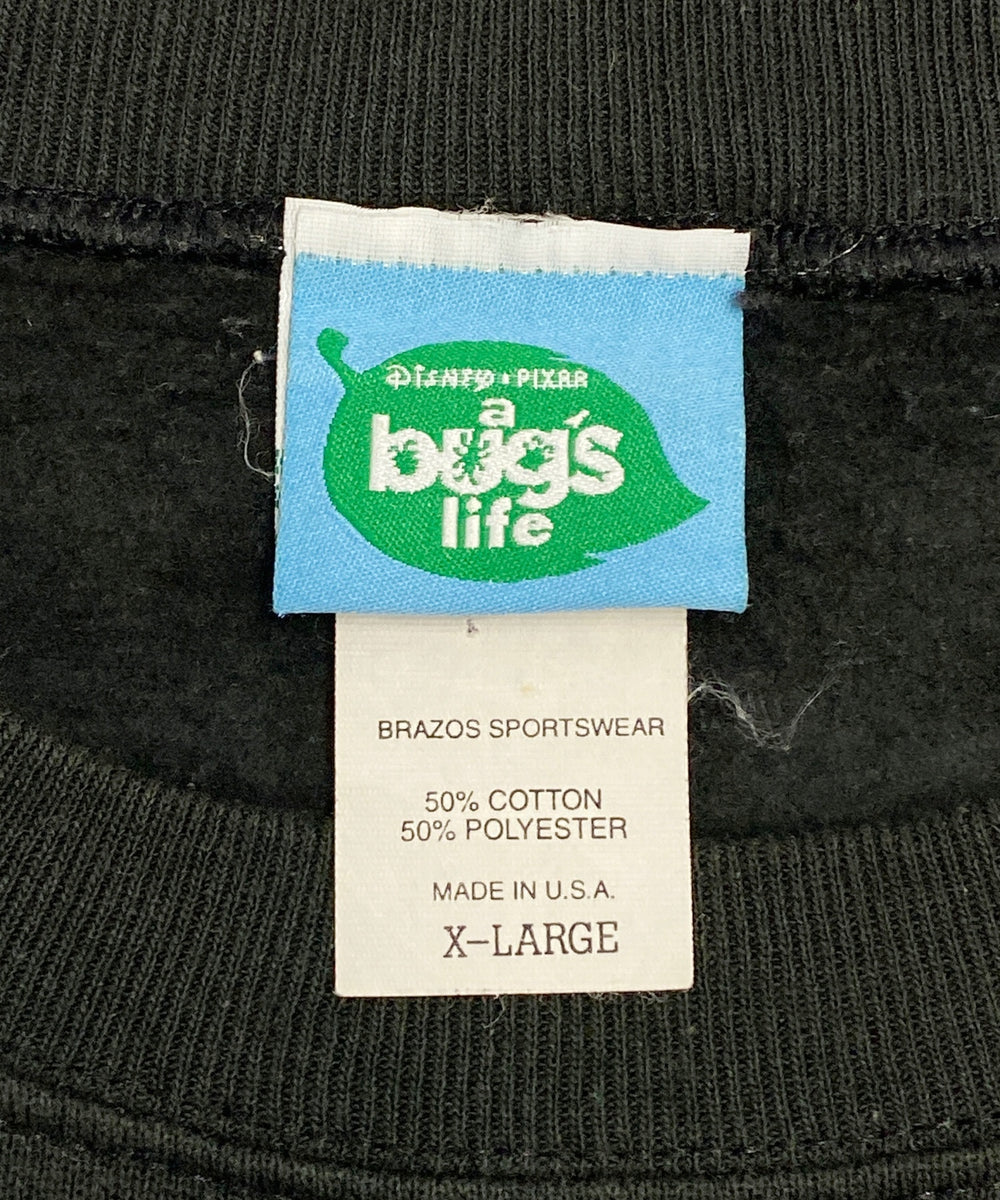 DISNEY • PIXAR
a
bug's
life
BRAZOS SPORTSWEAR
50% COTTON
50% POLYESTER
MADE IN U.S.A.
X-LARGE